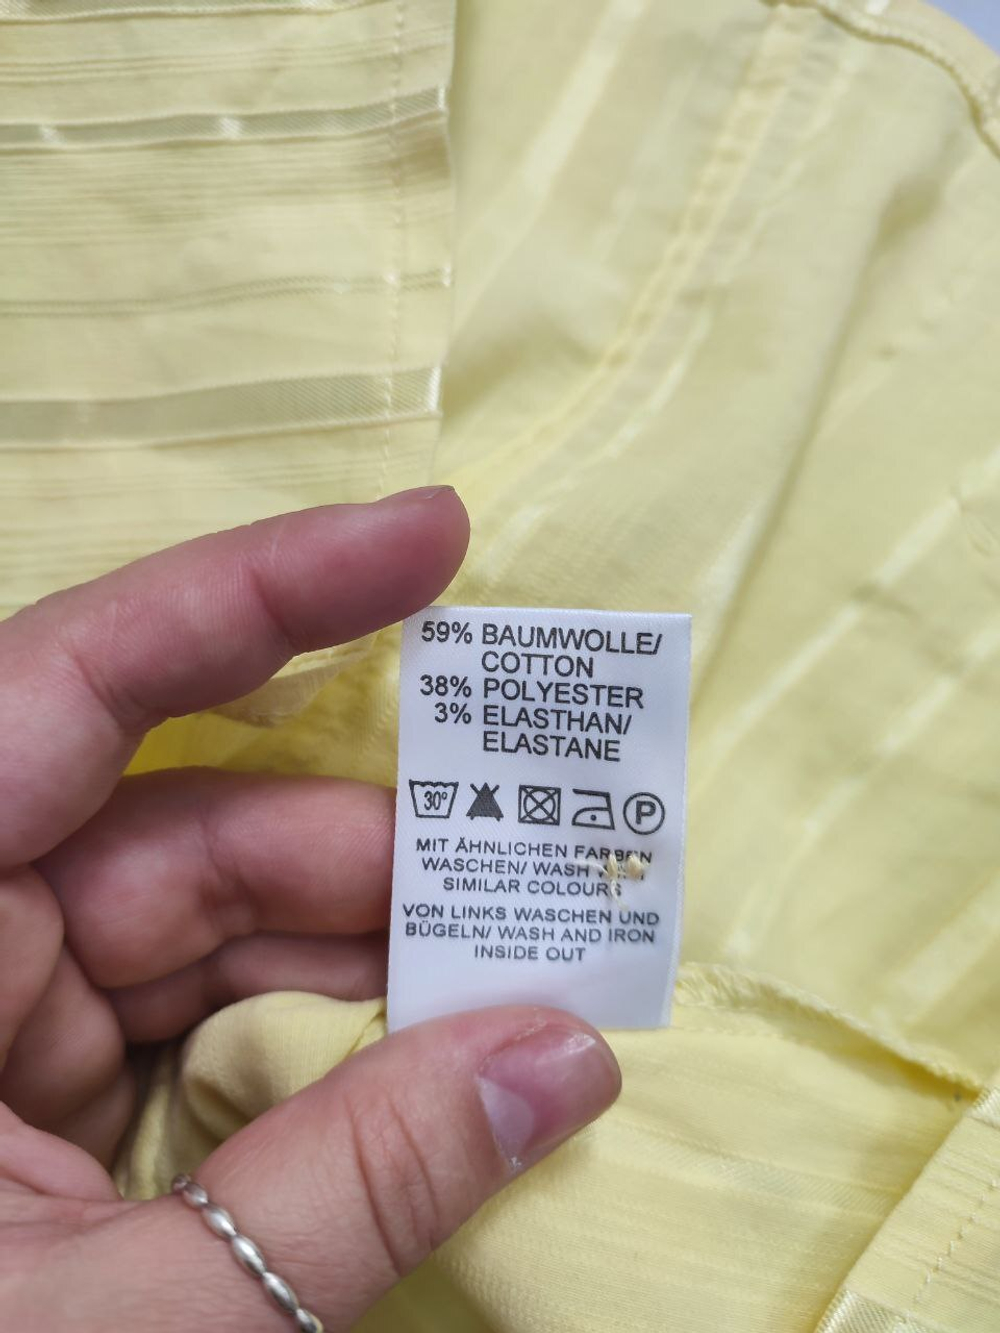 59% BAUMWOLLE/
COTTON
38% POLYESTER
3% ELASTHAN/
ELASTANE
30° P
MIT ÄHNLICHEN FARBEN
WASCHEN/ WASH WITH
SIMILAR COLOURS
VON LINKS WASCHEN UND
BÜGELN/ WASH AND IRON
INSIDE OUT